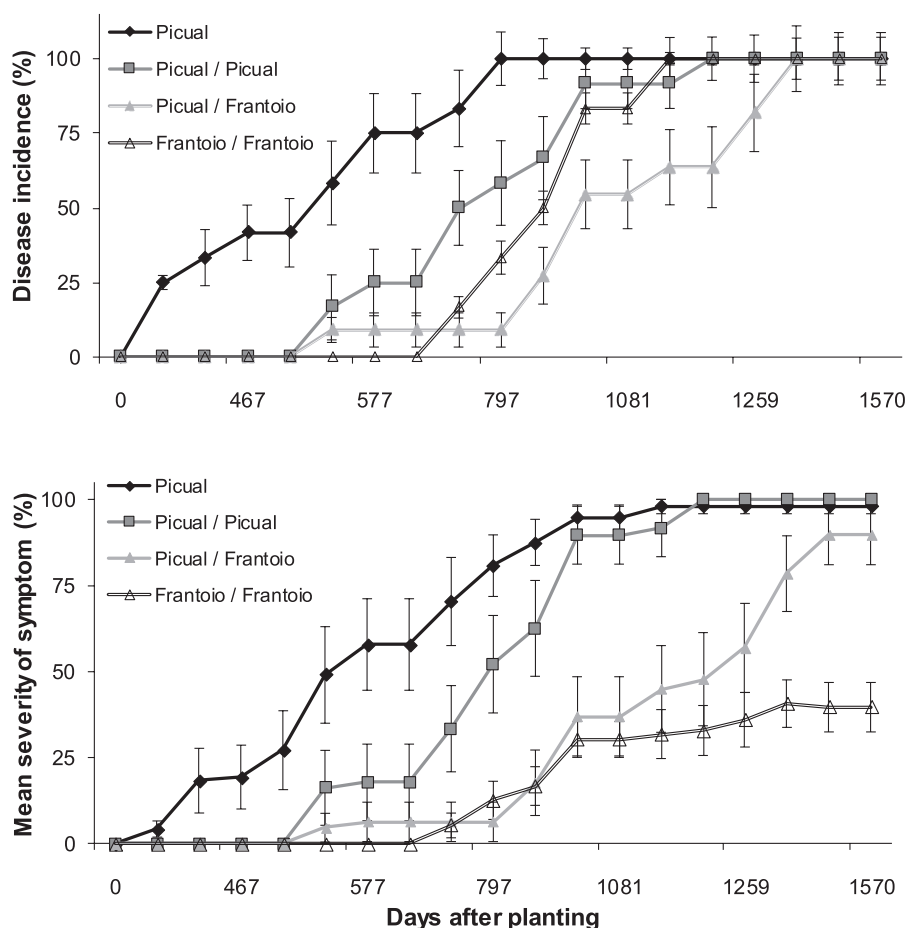 Disease incidence (%)
100
75
50
25
0
Picual
Picual / Picual
Picual / Frantoio
Frantoio / Frantoio
0 467 577 797 1081 1259 1570
Mean severity of symptom (%)
100
75
50
25
0
Picual
Picual / Picual
Picual / Frantoio
Frantoio / Frantoio
0 467 577 797 1081 1259 1570
Days after planting